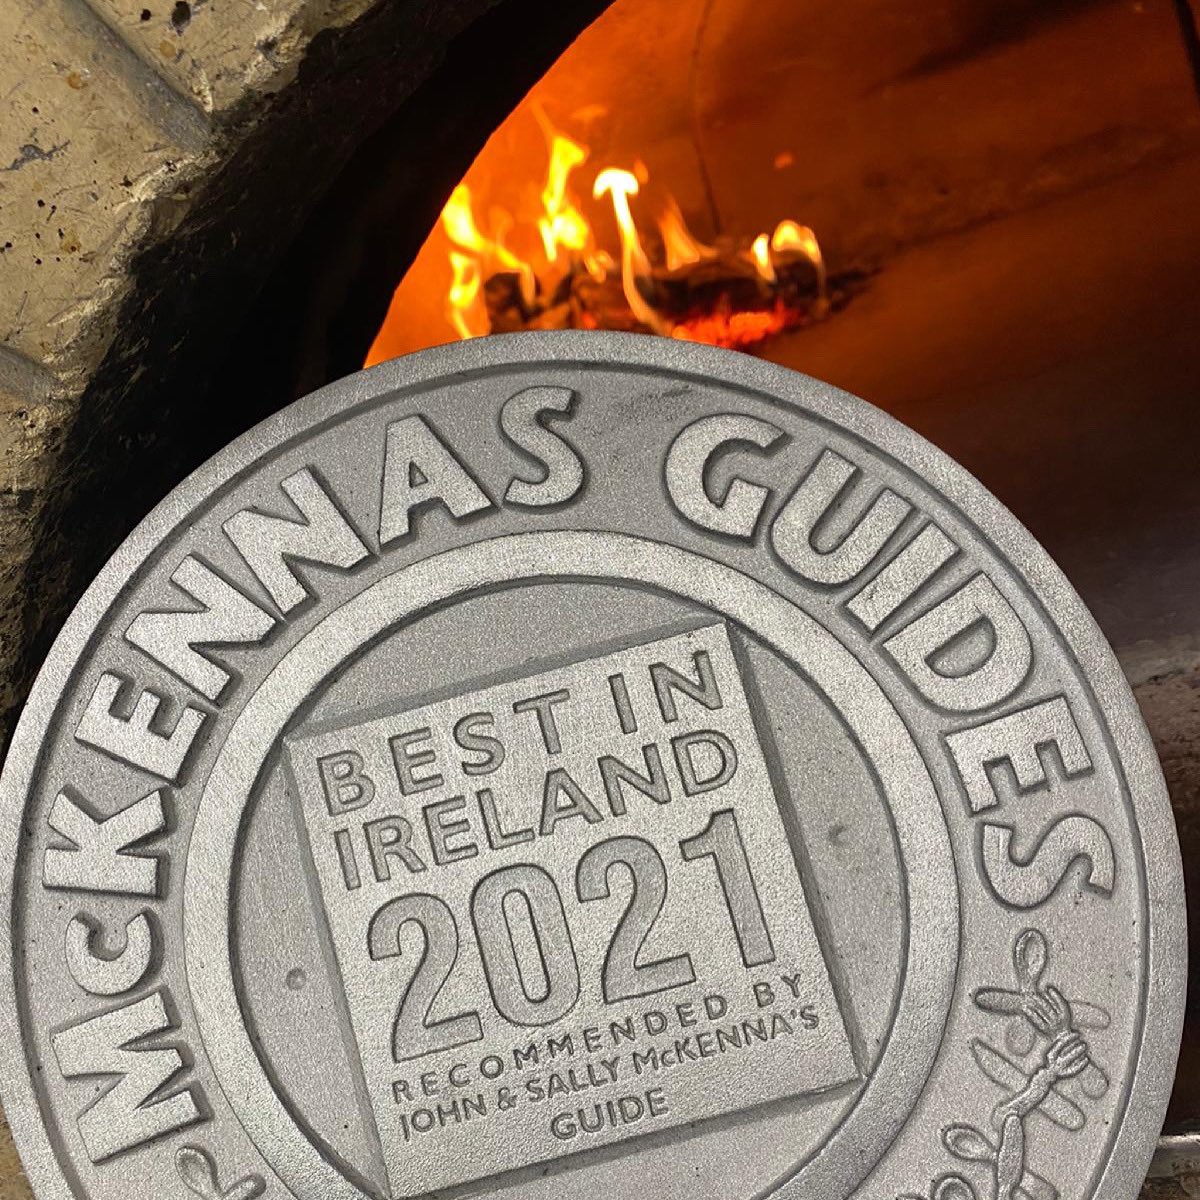 McKENNAS GUIDES
BEST IN
IRELAND
2021
RECOMMENDED BY
JOHN & SALLY McKENNA'S
GUIDE